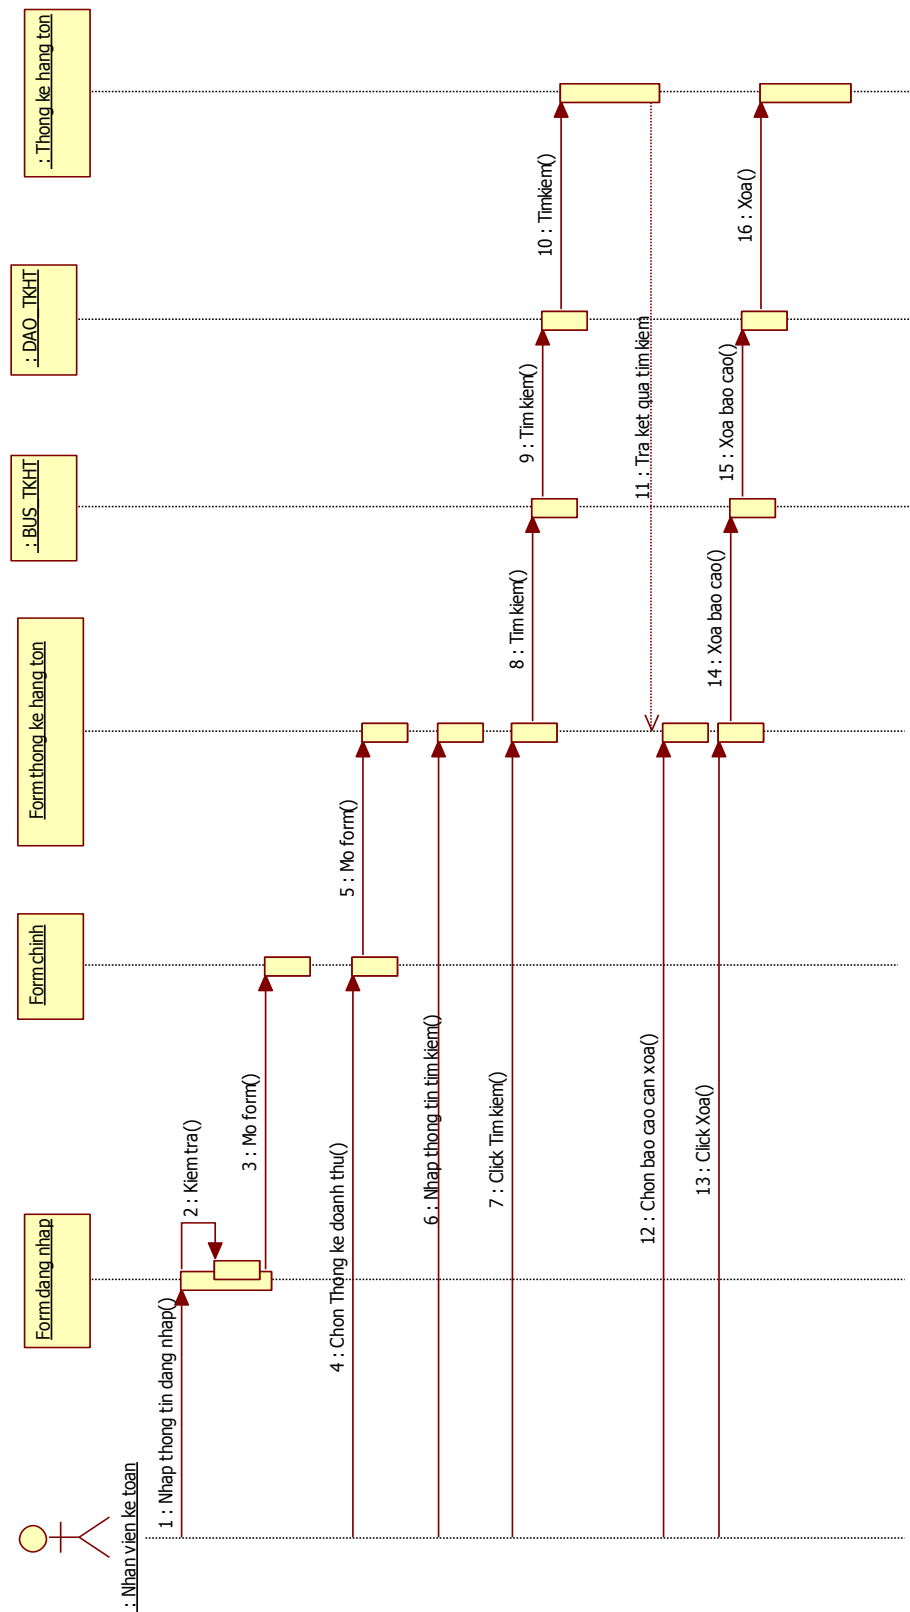 : Nhan vien ke toan
Form dang nhap
Form chinh
Form thong ke hang ton
: BUS_TKHT
: DAO_TKHT
: Thong ke hang ton
1 : Nhap thong tin dang nhap()
2 : Kiem tra()
3 : Mo form()
4 : Chon Thong ke doanh thu()
5 : Mo form()
6 : Nhap thong tin tim kiem()
7 : Click Tim kiem()
8 : Tim kiem()
9 : Tim kiem()
10 : Timkiem()
11 : Tra ket qua tim kiem
12 : Chon bao cao can xoa()
13 : Click Xoa()
14 : Xoa bao cao()
15 : Xoa bao cao()
16 : Xoa()